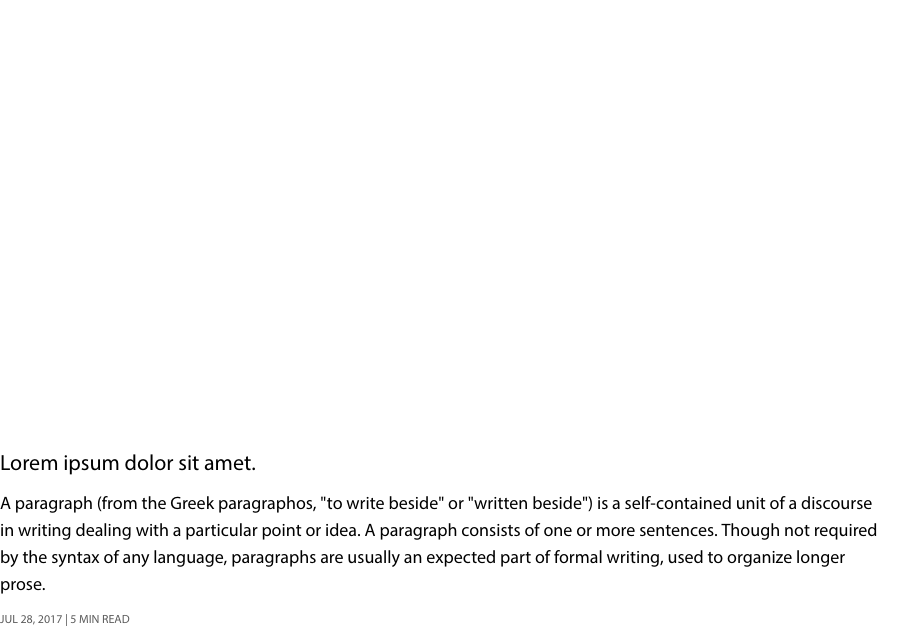 Lorem ipsum dolor sit amet.
A paragraph (from the Greek paragraphos, "to write beside" or "written beside") is a self-contained unit of a discourse
in writing dealing with a particular point or idea. A paragraph consists of one or more sentences. Though not required
by the syntax of any language, paragraphs are usually an expected part of formal writing, used to organize longer
prose.
JUL 28, 2017 | 5 MIN READ